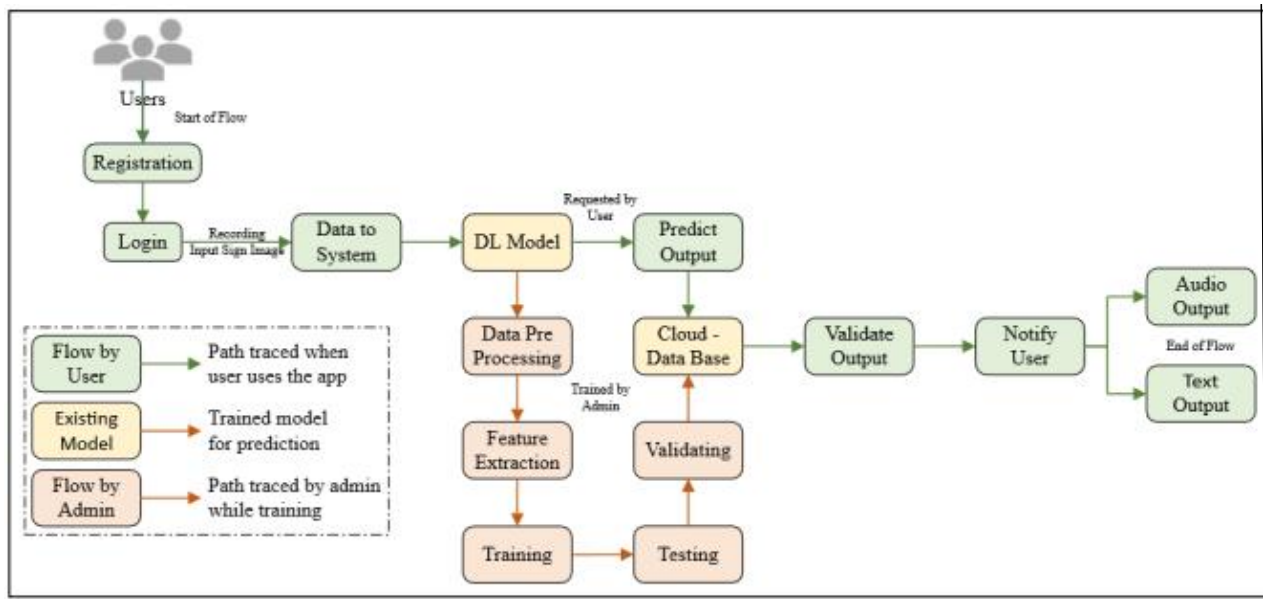 Users
Start of Flow
Registration
Login
Recording
Input Sign Image
Data to
System
DL Model
Requested by
User
Predict
Output
Data Pre
Processing
Cloud -
Data Base
Validate
Output
Notify
User
Audio
Output
End of Flow
Text
Output
Trained by
Admin
Feature
Extraction
Validating
Training
Testing
Flow by
User
Path traced when
user uses the app
Existing
Model
Trained model
for prediction
Flow by
Admin
Path traced by admin
while training